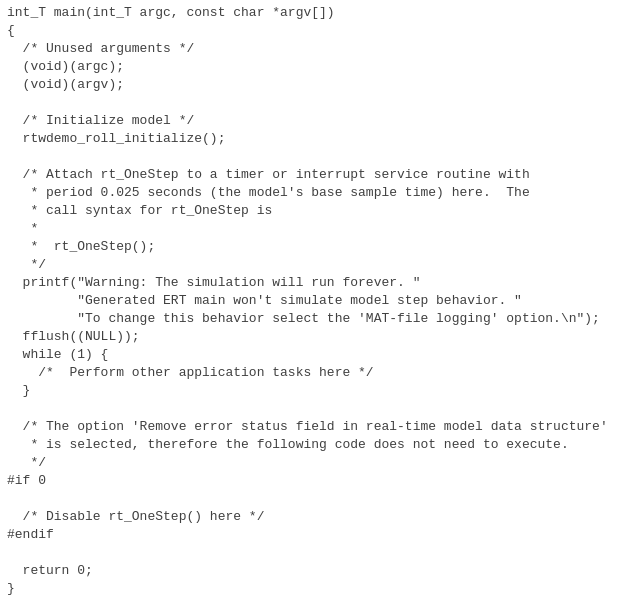 int_T main(int_T argc, const char *argv[])
{
  /* Unused arguments */
  (void)(argc);
  (void)(argv);

  /* Initialize model */
  rtwdemo_roll_initialize();

  /* Attach rt_OneStep to a timer or interrupt service routine with
   * period 0.025 seconds (the model's base sample time) here.  The
   * call syntax for rt_OneStep is
   *
   *  rt_OneStep();
   */
  printf("Warning: The simulation will run forever. "
         "Generated ERT main won't simulate model step behavior. "
         "To change this behavior select the 'MAT-file logging' option.\n");
  fflush((NULL));
  while (1) {
    /*  Perform other application tasks here */
  }

  /* The option 'Remove error status field in real-time model data structure'
   * is selected, therefore the following code does not need to execute.
   */
#if 0

  /* Disable rt_OneStep() here */
#endif

  return 0;
}